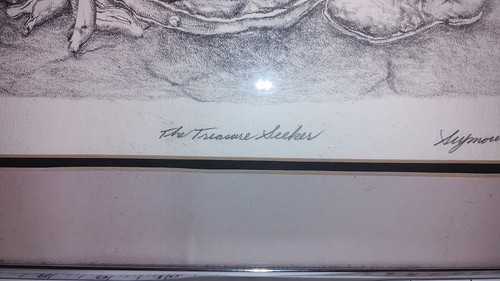 The Treasure Seeker